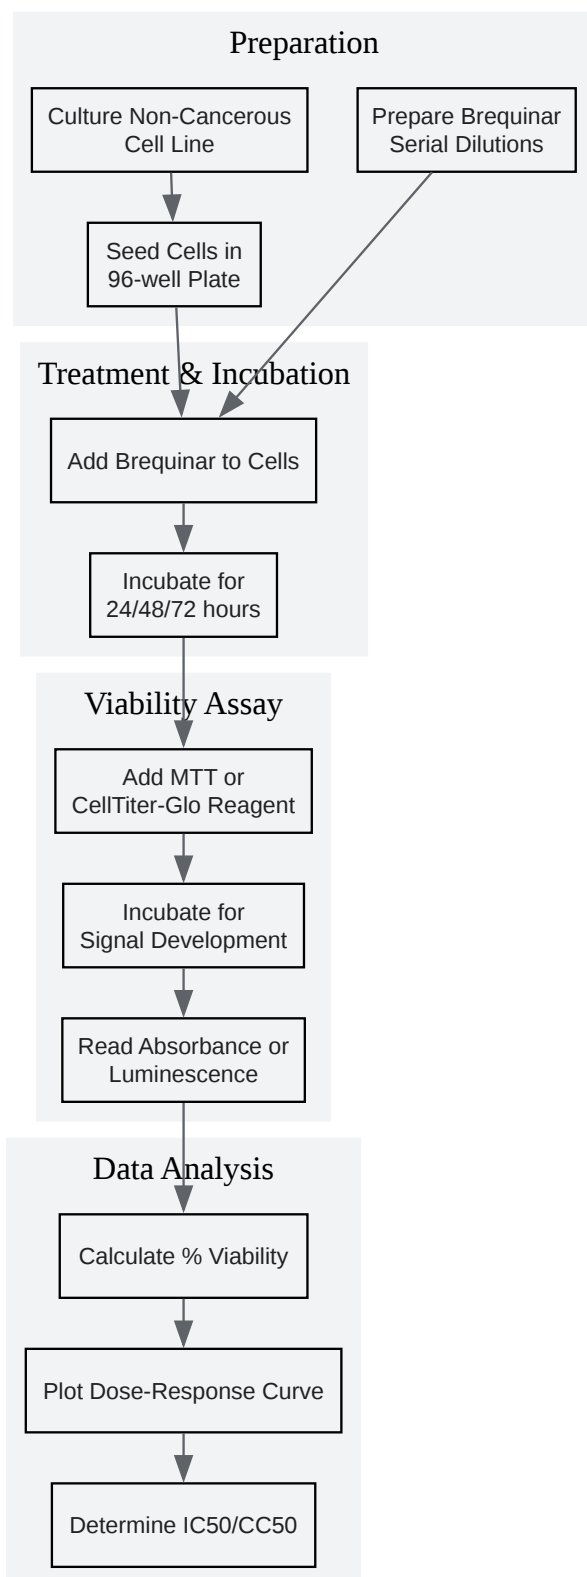 Preparation
Culture Non-Cancerous
Cell Line
Prepare Brequinar
Serial Dilutions
Seed Cells in
96-well Plate
Treatment & Incubation
Add Brequinar to Cells
Incubate for
24/48/72 hours
Viability Assay
Add MTT or
CellTiter-Glo Reagent
Incubate for
Signal Development
Read Absorbance or
Luminescence
Data Analysis
Calculate % Viability
Plot Dose-Response Curve
Determine IC50/CC50